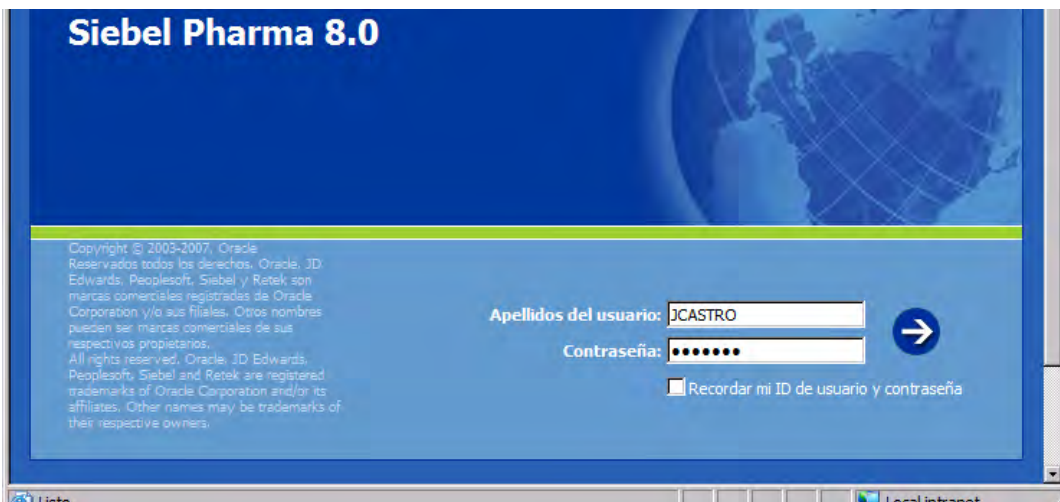 Siebel Pharma 8.0
Copyright © 2003-2007, Oracle
Reservados todos los derechos. Oracle, JD
Edwards, Peoplesoft, Siebel y Retek son
marcas comerciales registradas de Oracle
Corporation y/o sus filiales. Otros nombres
pueden ser marcas comerciales de sus
respectivos propietarios.
All rights reserved. Oracle, JD Edwards,
Peoplesoft, Siebel and Retek are registered
trademarks of Oracle Corporation and/or its
affiliates. Other names may be trademarks of
their respective owners.
Apellidos del usuario: JCASTRO
Contraseña: •••••••
Recordar mi ID de usuario y contraseña
Listo
Local intranet